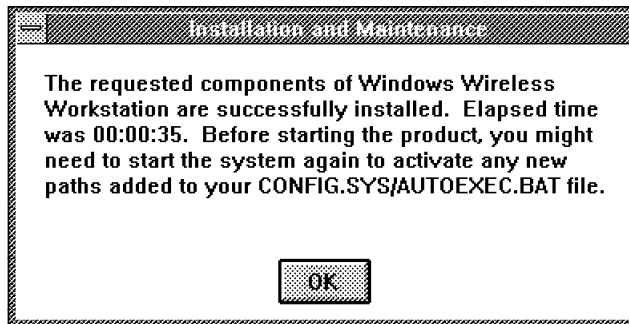 Installation and Maintenance
The requested components of Windows Wireless
Workstation are successfully installed.  Elapsed time
was 00:00:35.  Before starting the product, you might
need to start the system again to activate any new
paths added to your CONFIG.SYS/AUTOEXEC.BAT file.
OK